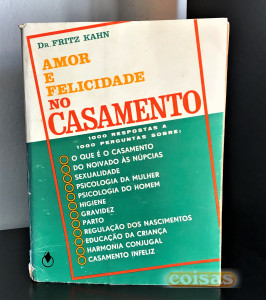 DR. FRITZ KAHN
AMOR
E
FELICIDADE
NO
CASAMENTO
1000 RESPOSTAS A
1000 PERGUNTAS SOBRE:
O QUE É O CASAMENTO
DO NOIVADO ÀS NÚPCIAS
SEXUALIDADE
PSICOLOGIA DA MULHER
PSICOLOGIA DO HOMEM
HIGIENE
GRAVIDEZ
PARTO
REGULAÇÃO DOS NASCIMENTOS
EDUCAÇÃO DA CRIANÇA
HARMONIA CONJUGAL
CASAMENTO INFELIZ
coisas